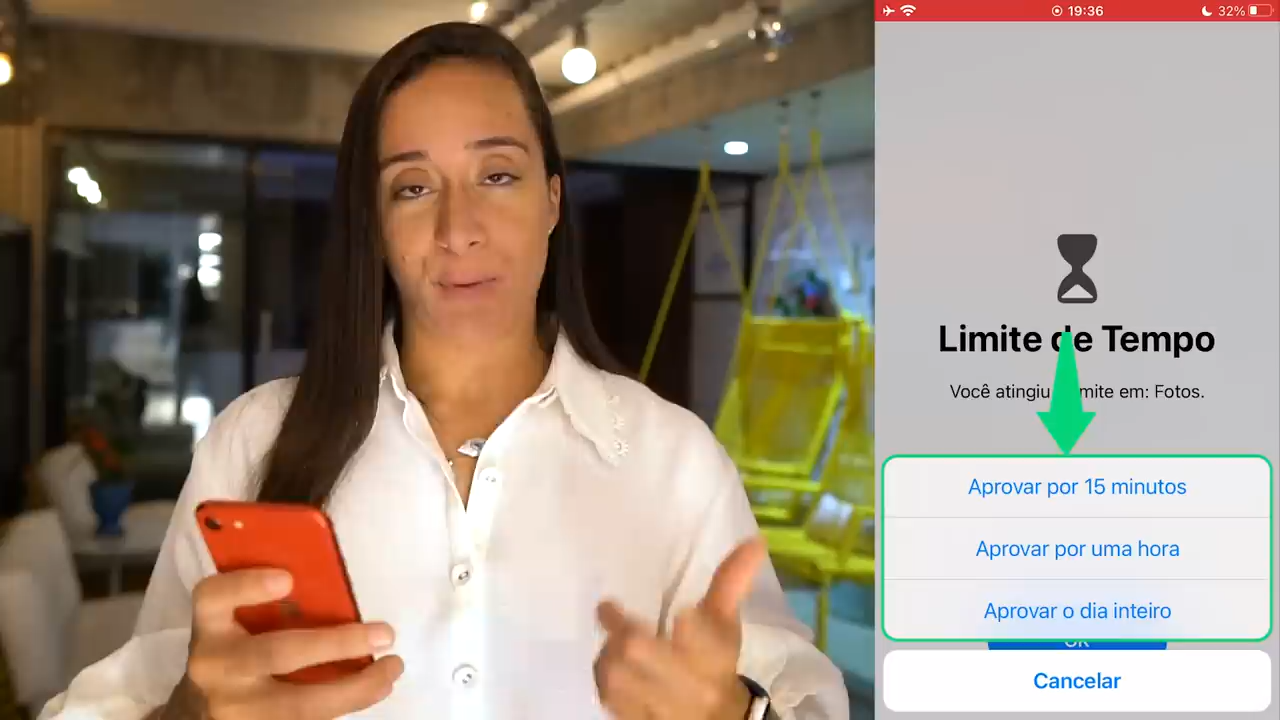 19:36
32%
Limite de Tempo
Você atingiu limite em: Fotos.
Aprovar por 15 minutos
Aprovar por uma hora
Aprovar o dia inteiro
OK
Cancelar